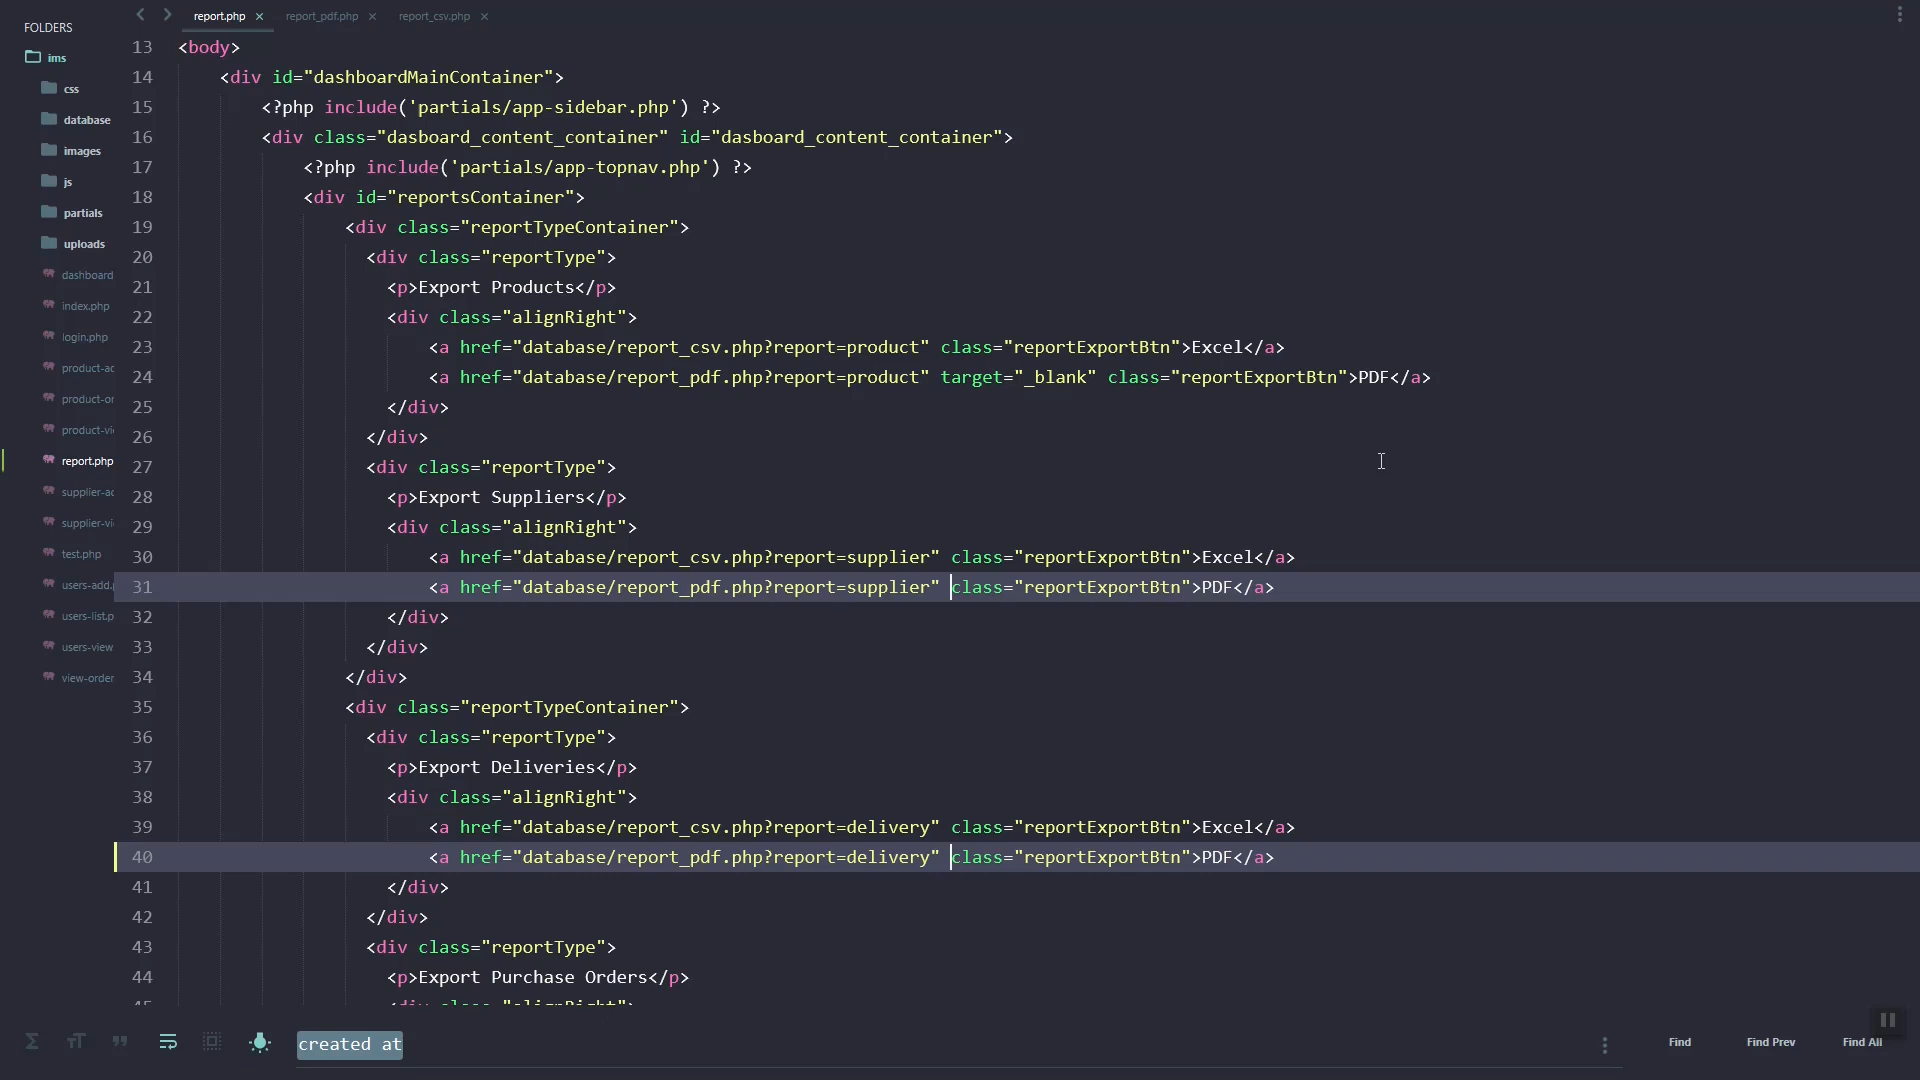 FOLDERS
ims
css
database
images
js
partials
uploads
dashboard
index.php
login.php
product-ac
product-or
product-vi
report.php
supplier-ac
supplier-vi
test.php
users-add.
users-list.p
users-view
view-order
report.php × report_pdf.php × report_csv.php ×
13 <body>
14 <div id="dashboardMainContainer">
15 <?php include('partials/app-sidebar.php') ?>
16 <div class="dasboard_content_container" id="dasboard_content_container">
17 <?php include('partials/app-topnav.php') ?>
18 <div id="reportsContainer">
19 <div class="reportTypeContainer">
20 <div class="reportType">
21 <p>Export Products</p>
22 <div class="alignRight">
23 <a href="database/report_csv.php?report=product" class="reportExportBtn">Excel</a>
24 <a href="database/report_pdf.php?report=product" target="_blank" class="reportExportBtn">PDF</a>
25 </div>
26 </div>
27 <div class="reportType">
28 <p>Export Suppliers</p>
29 <div class="alignRight">
30 <a href="database/report_csv.php?report=supplier" class="reportExportBtn">Excel</a>
31 <a href="database/report_pdf.php?report=supplier" class="reportExportBtn">PDF</a>
32 </div>
33 </div>
34 </div>
35 <div class="reportTypeContainer">
36 <div class="reportType">
37 <p>Export Deliveries</p>
38 <div class="alignRight">
39 <a href="database/report_csv.php?report=delivery" class="reportExportBtn">Excel</a>
40 <a href="database/report_pdf.php?report=delivery" class="reportExportBtn">PDF</a>
41 </div>
42 </div>
43 <div class="reportType">
44 <p>Export Purchase Orders</p>
created at
Find Find Prev Find All